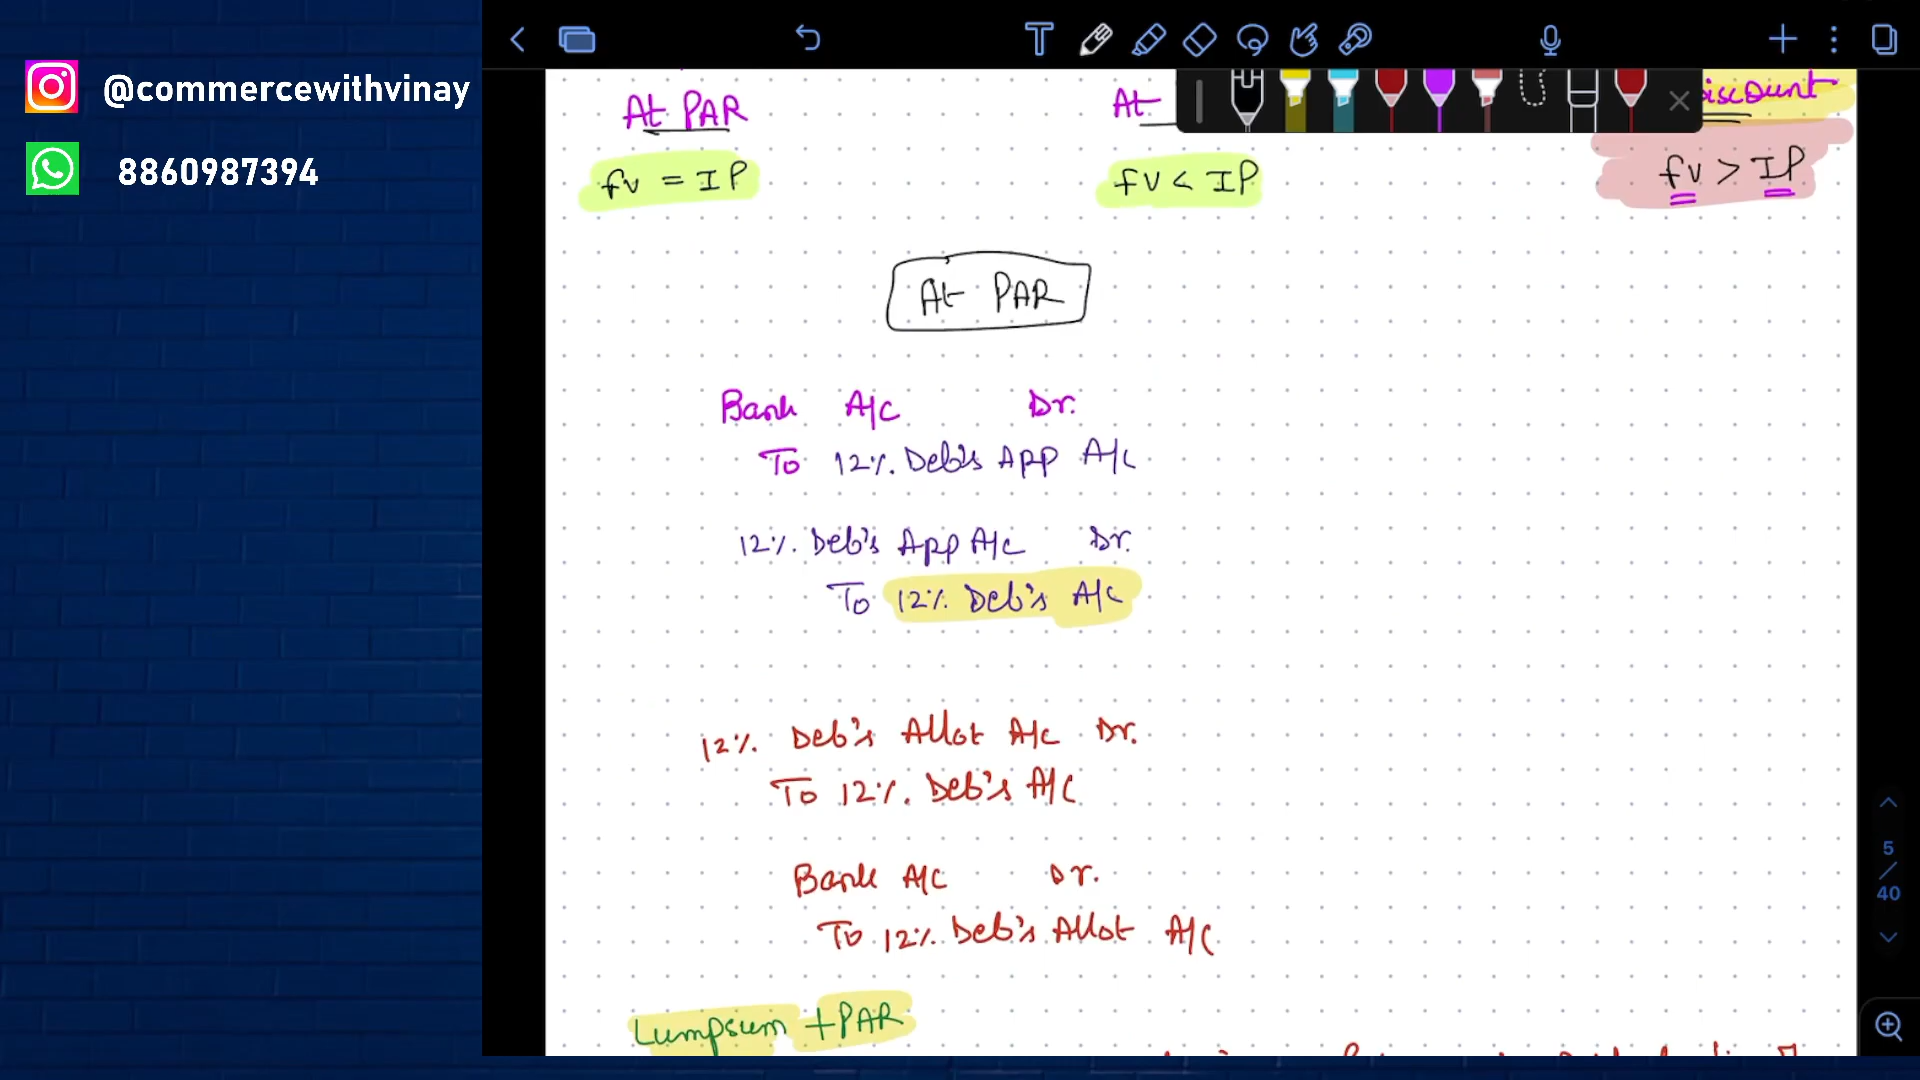 @commercewithvinay
8860987394
At PAR
At
iscount
fv = IP
fv < IP
fv > IP
At PAR
Bank A/c Dr.
To 12% Deb's App A/c
12% Deb's App A/c Dr.
To 12% Deb's A/c
12% Deb's Allot A/c Dr.
To 12% Deb's A/c
Bank A/c Dr.
To 12% Deb's Allot A/c
Lumpsum + PAR
5
/
40